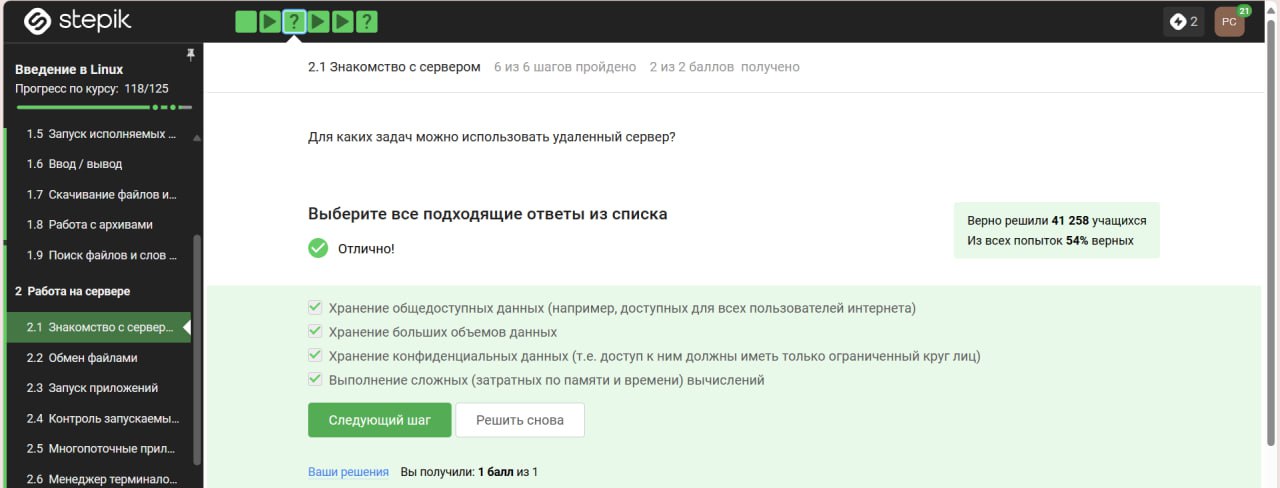 stepik
?
?
2
РС
21
Введение в Linux
Прогресс по курсу: 118/125
1.5 Запуск исполняемых ...
1.6 Ввод / вывод
1.7 Скачивание файлов и...
1.8 Работа с архивами
1.9 Поиск файлов и слов ...
2 Работа на сервере
2.1 Знакомство с сервер...
2.2 Обмен файлами
2.3 Запуск приложений
2.4 Контроль запускаемы...
2.5 Многопоточные прил...
2.6 Менеджер терминало...
2.1 Знакомство с сервером 6 из 6 шагов пройдено 2 из 2 баллов получено
Для каких задач можно использовать удаленный сервер?
Выберите все подходящие ответы из списка
Отлично!
Верно решили 41 258 учащихся
Из всех попыток 54% верных
Хранение общедоступных данных (например, доступных для всех пользователей интернета)
Хранение больших объемов данных
Хранение конфиденциальных данных (т.е. доступ к ним должны иметь только ограниченный круг лиц)
Выполнение сложных (затратных по памяти и времени) вычислений
Следующий шаг
Решить снова
Ваши решения Вы получили: 1 балл из 1